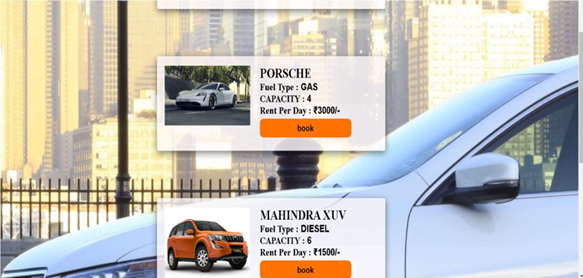 PORSCHE
Fuel Type : GAS
CAPACITY : 4
Rent Per Day : ₹3000/-
book
MAHINDRA XUV
Fuel Type : DIESEL
CAPACITY : 6
Rent Per Day : ₹1500/-
book